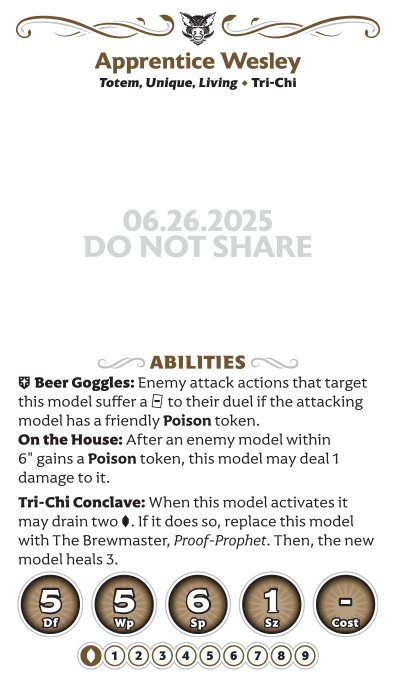 Apprentice Wesley
Totem, Unique, Living • Tri-Chi
06.26.2025
DO NOT SHARE
ABILITIES
Beer Goggles: Enemy attack actions that target
this model suffer a - to their duel if the attacking
model has a friendly Poison token.
On the House: After an enemy model within
6" gains a Poison token, this model may deal 1
damage to it.
Tri-Chi Conclave: When this model activates it
may drain two . If it does so, replace this model
with The Brewmaster, Proof-Prophet. Then, the new
model heals 3.
5 5 6 1 -
Df Wp Sp Sz Cost
1 2 3 4 5 6 7 8 9